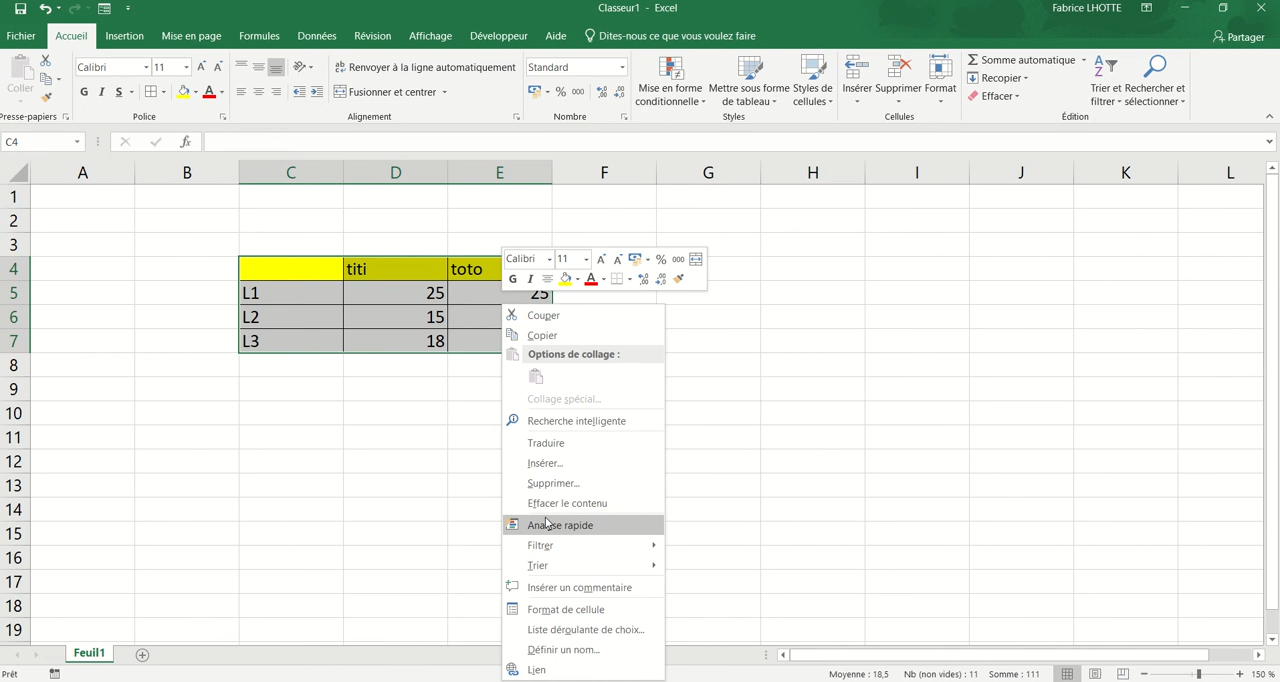 Classeur1 - Excel
Fabrice LHOTTE
Fichier Accueil Insertion Mise en page Formules Données Révision Affichage Développeur Aide Dites-nous ce que vous voulez faire Partager
Coller
Calibri 11
Renvoyer à la ligne automatiquement
Standard
Mise en forme conditionnelle
Mettre sous forme de tableau
Styles de cellules
Insérer Supprimer Format
Somme automatique
Recopier
Effacer
Trier et filtrer
Rechercher et sélectionner
G I S
Fusionner et centrer
% 000
Presse-papiers Police Alignement Nombre Styles Cellules Édition
C4 fx
A B C D E F G H I J K L
1
2
3
4 titi toto
5 L1 25 25
6 L2 15
7 L3 18
8
9
10
11
12
13
14
15
16
17
18
19
Calibri 11 % 000
G I A
Couper
Copier
Options de collage :
Collage spécial...
Recherche intelligente
Traduire
Insérer...
Supprimer...
Effacer le contenu
Analyse rapide
Filtrer
Trier
Insérer un commentaire
Format de cellule
Liste déroulante de choix...
Définir un nom...
Lien
Feuil1
Prêt
Moyenne : 18,5 Nb (non vides) : 11 Somme : 111
150 %